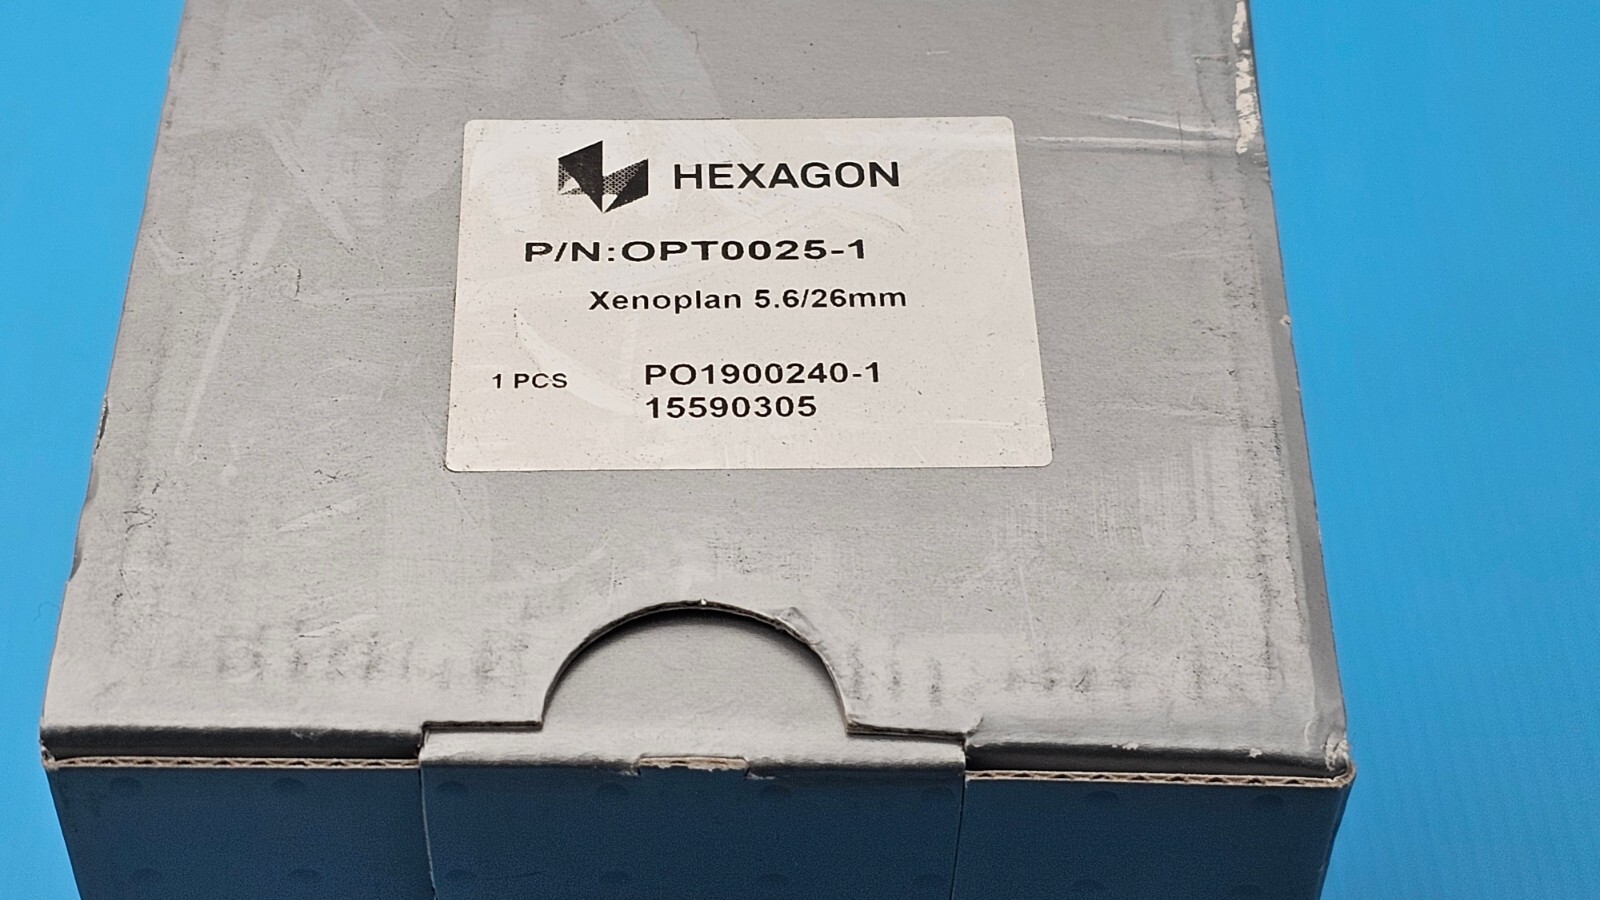 HEXAGON
P/N:OPT0025-1
Xenoplan 5.6/26mm
1 PCS PO1900240-1
15590305